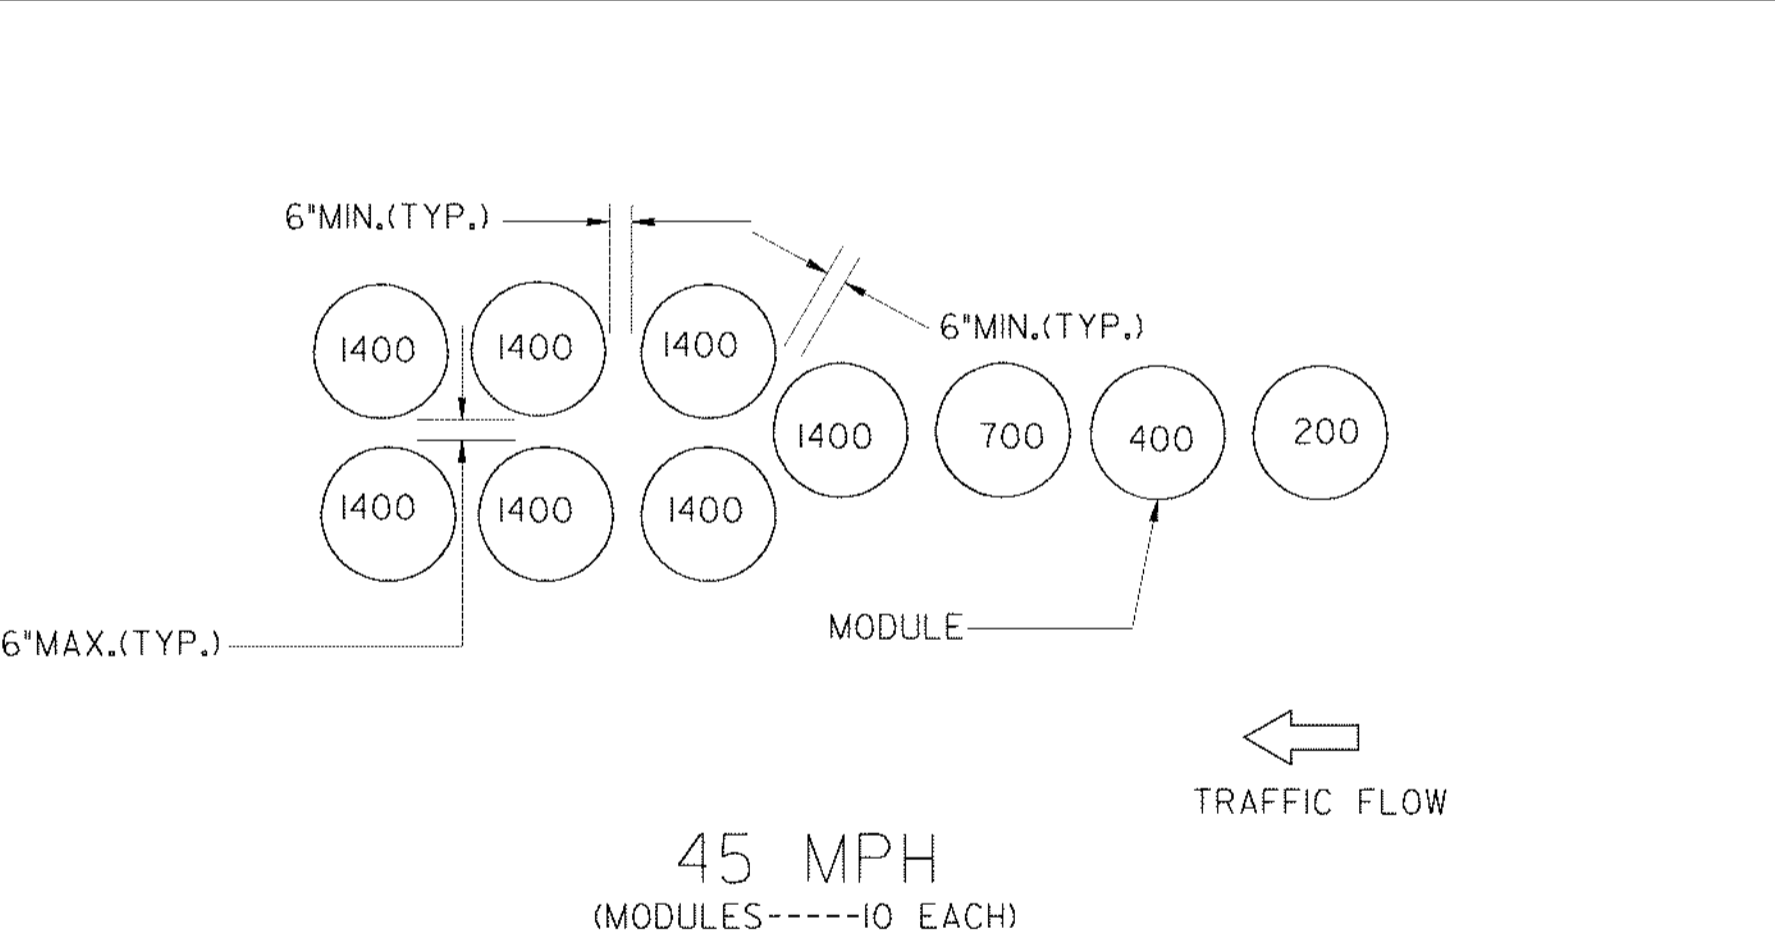 6"MIN.(TYP.)
6"MIN.(TYP.)
1400 1400 1400
1400 700 400 200
1400 1400 1400
MODULE
6"MAX.(TYP.)
TRAFFIC FLOW
45 MPH
(MODULES-----10 EACH)